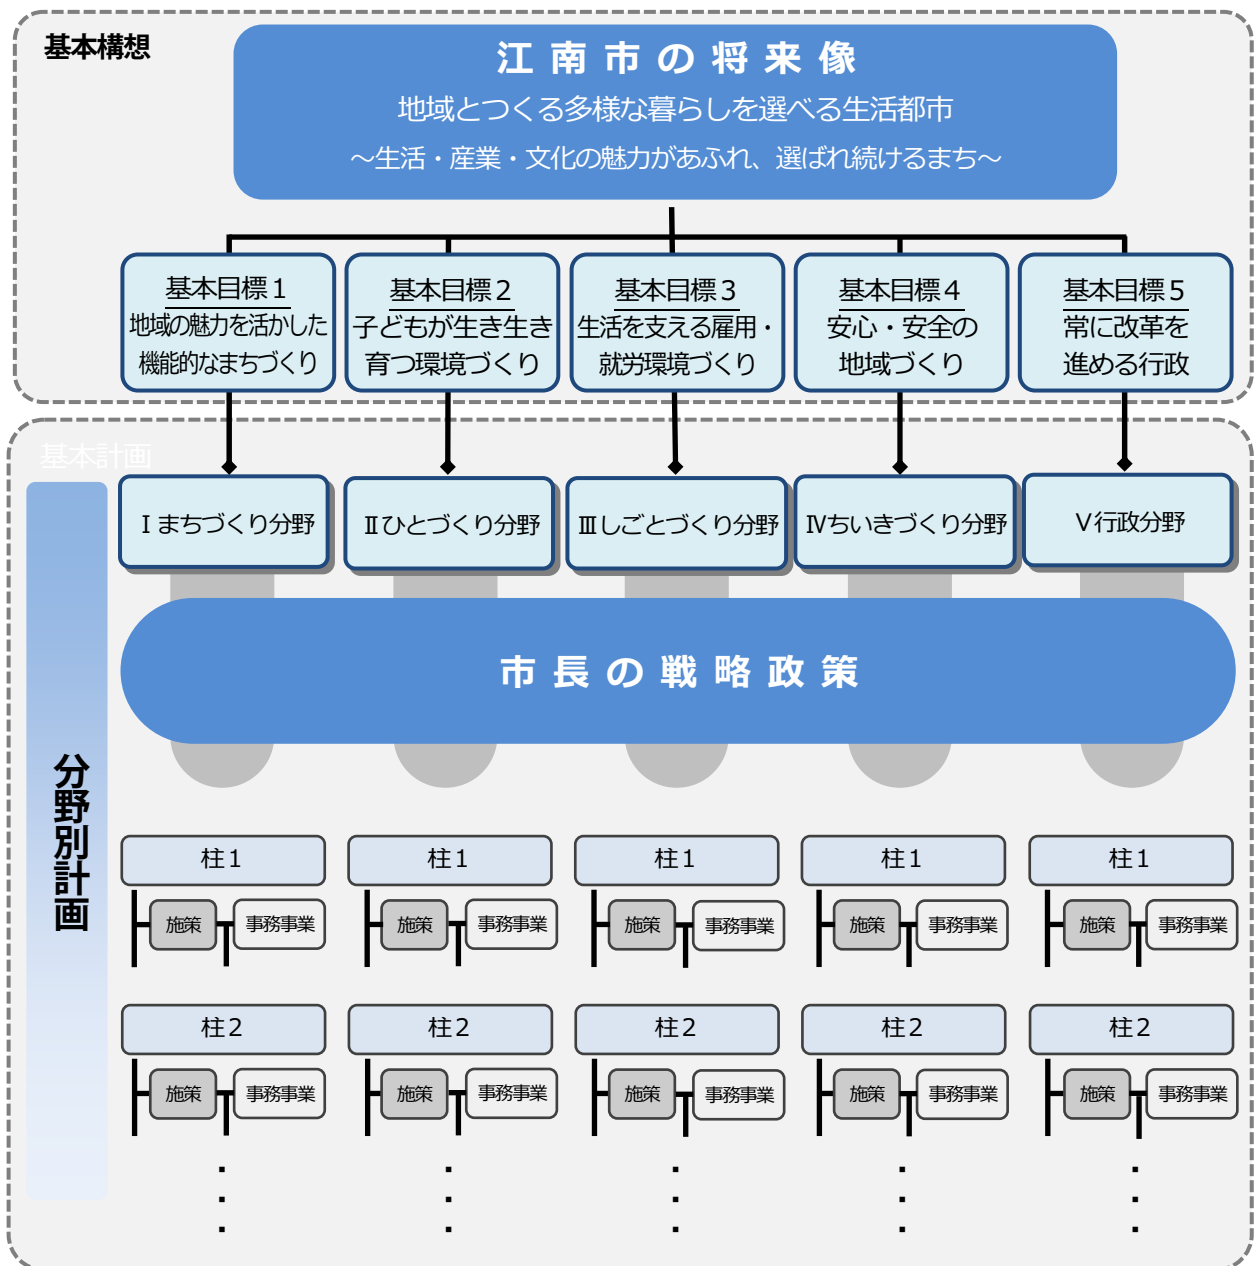 基本構想
江南市の将来像
地域とつくる多様な暮らしを選べる生活都市
～生活・産業・文化の魅力があふれ、選ばれ続けるまち～
基本目標１
地域の魅力を活かした
機能的なまちづくり
基本目標２
子どもが生き生き
育つ環境づくり
基本目標３
生活を支える雇用・
就労環境づくり
基本目標４
安心・安全の
地域づくり
基本目標５
常に改革を
進める行政
基本計画
分野別計画
Ⅰまちづくり分野
Ⅱひとづくり分野
Ⅲしごとづくり分野
Ⅳちいきづくり分野
Ⅴ行政分野
市長の戦略政策
柱１
柱１
柱１
柱１
柱１
施策
事務事業
施策
事務事業
施策
事務事業
施策
事務事業
施策
事務事業
柱２
柱２
柱２
柱２
柱２
施策
事務事業
施策
事務事業
施策
事務事業
施策
事務事業
施策
事務事業